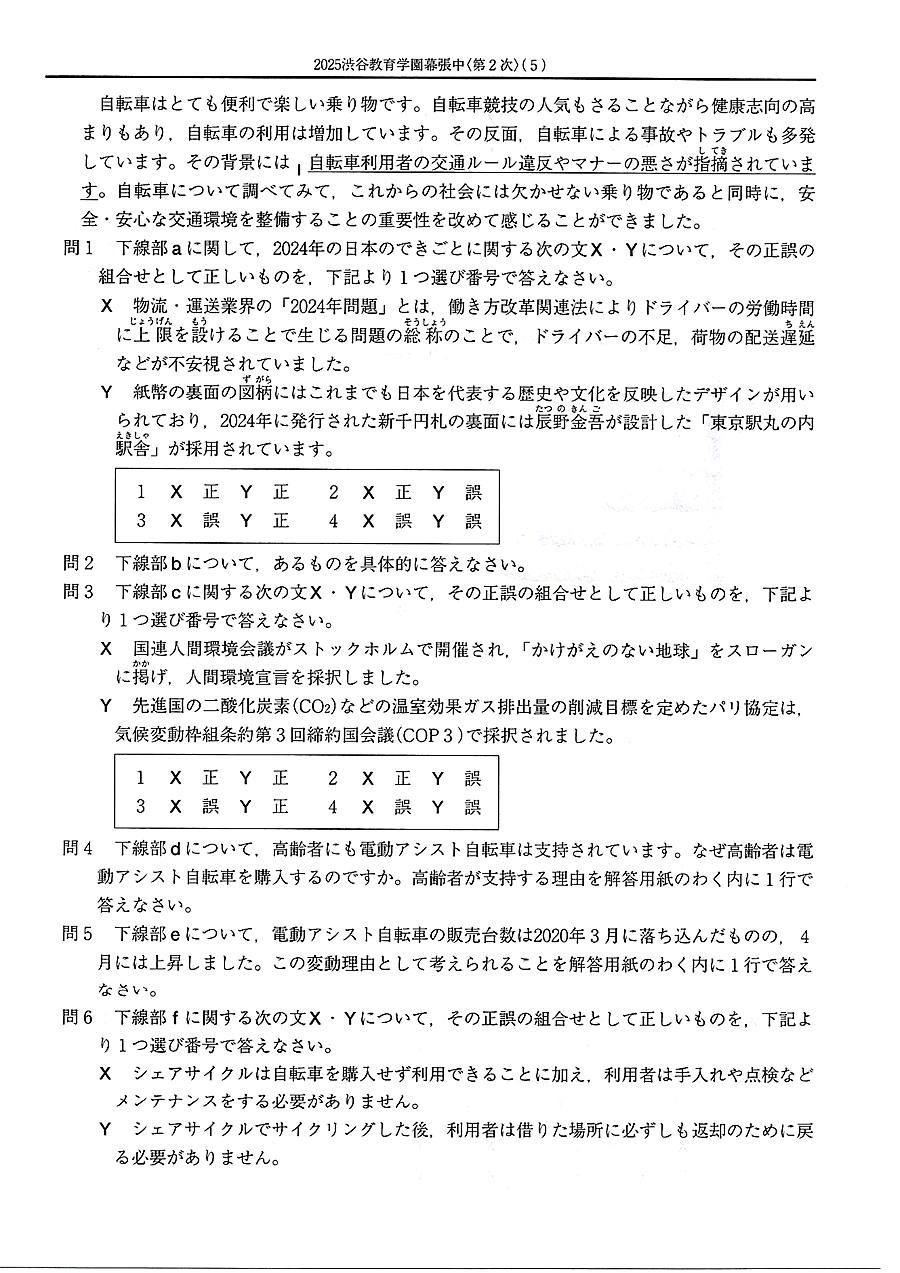 2025渋谷教育学園幕張中〈第2次〉(5)
自転車はとても便利で楽しい乗り物です。自転車競技の人気もさることながら健康志向の高
まりもあり，自転車の利用は増加しています。その反面，自転車による事故やトラブルも多発
しています。その背景には l 自転車利用者の交通ルール違反やマナーの悪さが指摘されていま
す。自転車について調べてみて，これからの社会には欠かせない乗り物であると同時に，安
全・安心な交通環境を整備することの重要性を改めて感じることができました。
問1 下線部aに関して，2024年の日本のできごとに関する次の文X・Yについて，その正誤の
組合せとして正しいものを，下記より1つ選び番号で答えなさい。
X 物流・運送業界の「2024年問題」とは，働き方改革関連法によりドライバーの労働時間
に上限を設けることで生じる問題の総称のことで，ドライバーの不足，荷物の配送遅延
などが不安視されていました。
Y 紙幣の裏面の図柄にはこれまでも日本を代表する歴史や文化を反映したデザインが用い
られており，2024年に発行された新千円札の裏面には辰野金吾が設計した「東京駅丸の内
駅舎」が採用されています。
1 X 正 Y 正 2 X 正 Y 誤
3 X 誤 Y 正 4 X 誤 Y 誤
問2 下線部bについて，あるものを具体的に答えなさい。
問3 下線部cに関する次の文X・Yについて，その正誤の組合せとして正しいものを，下記よ
り1つ選び番号で答えなさい。
X 国連人間環境会議がストックホルムで開催され，「かけがえのない地球」をスローガン
に掲げ，人間環境宣言を採択しました。
Y 先進国の二酸化炭素(CO₂)などの温室効果ガス排出量の削減目標を定めたパリ協定は，
気候変動枠組条約第3回締約国会議(COP3)で採択されました。
1 X 正 Y 正 2 X 正 Y 誤
3 X 誤 Y 正 4 X 誤 Y 誤
問4 下線部dについて，高齢者にも電動アシスト自転車は支持されています。なぜ高齢者は電
動アシスト自転車を購入するのですか。高齢者が支持する理由を解答用紙のわく内に1行で
答えなさい。
問5 下線部eについて，電動アシスト自転車の販売台数は2020年3月に落ち込んだものの，4
月には上昇しました。この変動理由として考えられることを解答用紙のわく内に1行で答え
なさい。
問6 下線部fに関する次の文X・Yについて，その正誤の組合せとして正しいものを，下記よ
り1つ選び番号で答えなさい。
X シェアサイクルは自転車を購入せず利用できることに加え，利用者は手入れや点検など
メンテナンスをする必要がありません。
Y シェアサイクルでサイクリングした後，利用者は借りた場所に必ずしも返却のために戻
る必要がありません。